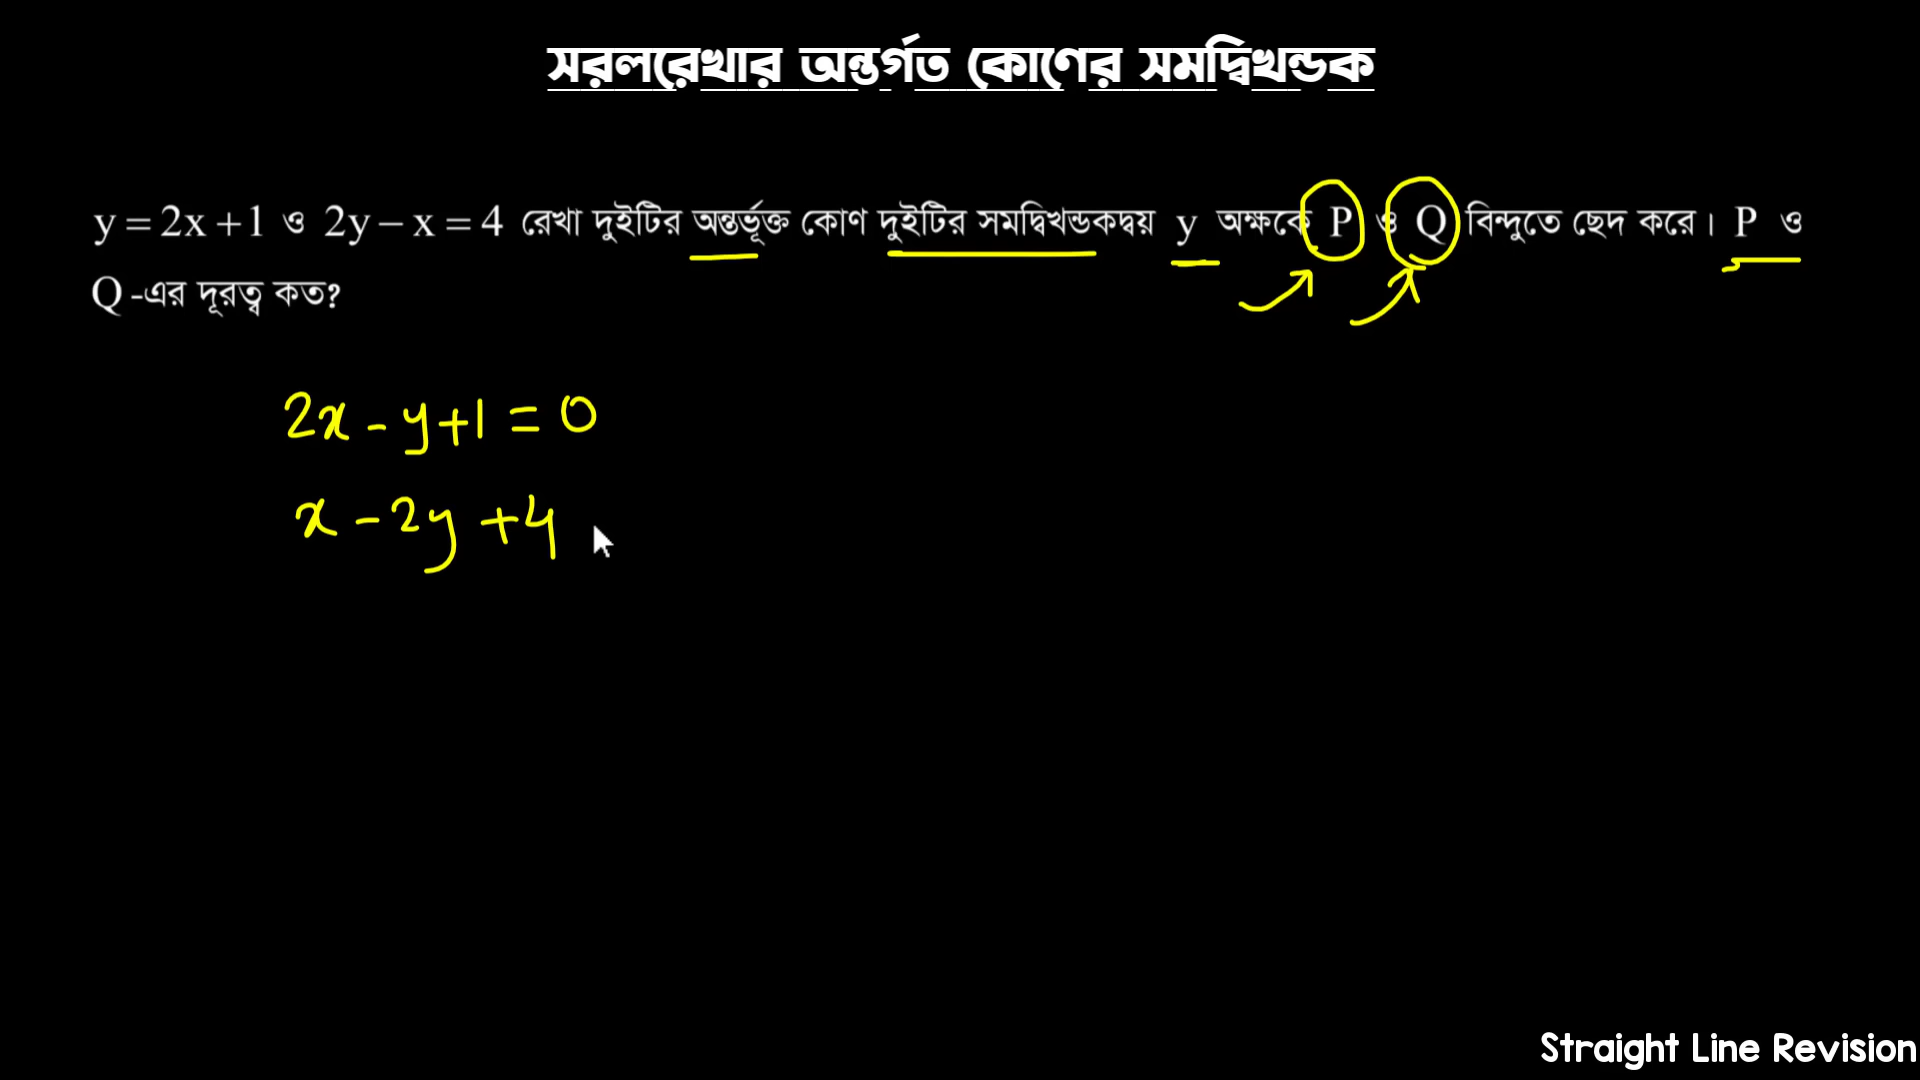 সরলরেখার অন্তর্গত কোণের সমদ্বিখন্ডক
y = 2x + 1 ও 2y − x = 4 রেখা দুইটির অন্তর্ভূক্ত কোণ দুইটির সমদ্বিখন্ডকদ্বয় y অক্ষকে P ও Q বিন্দুতে ছেদ করে। P ও
Q -এর দূরত্ব কত?
2x - y + 1 = 0
x - 2y + 4
Straight Line Revision